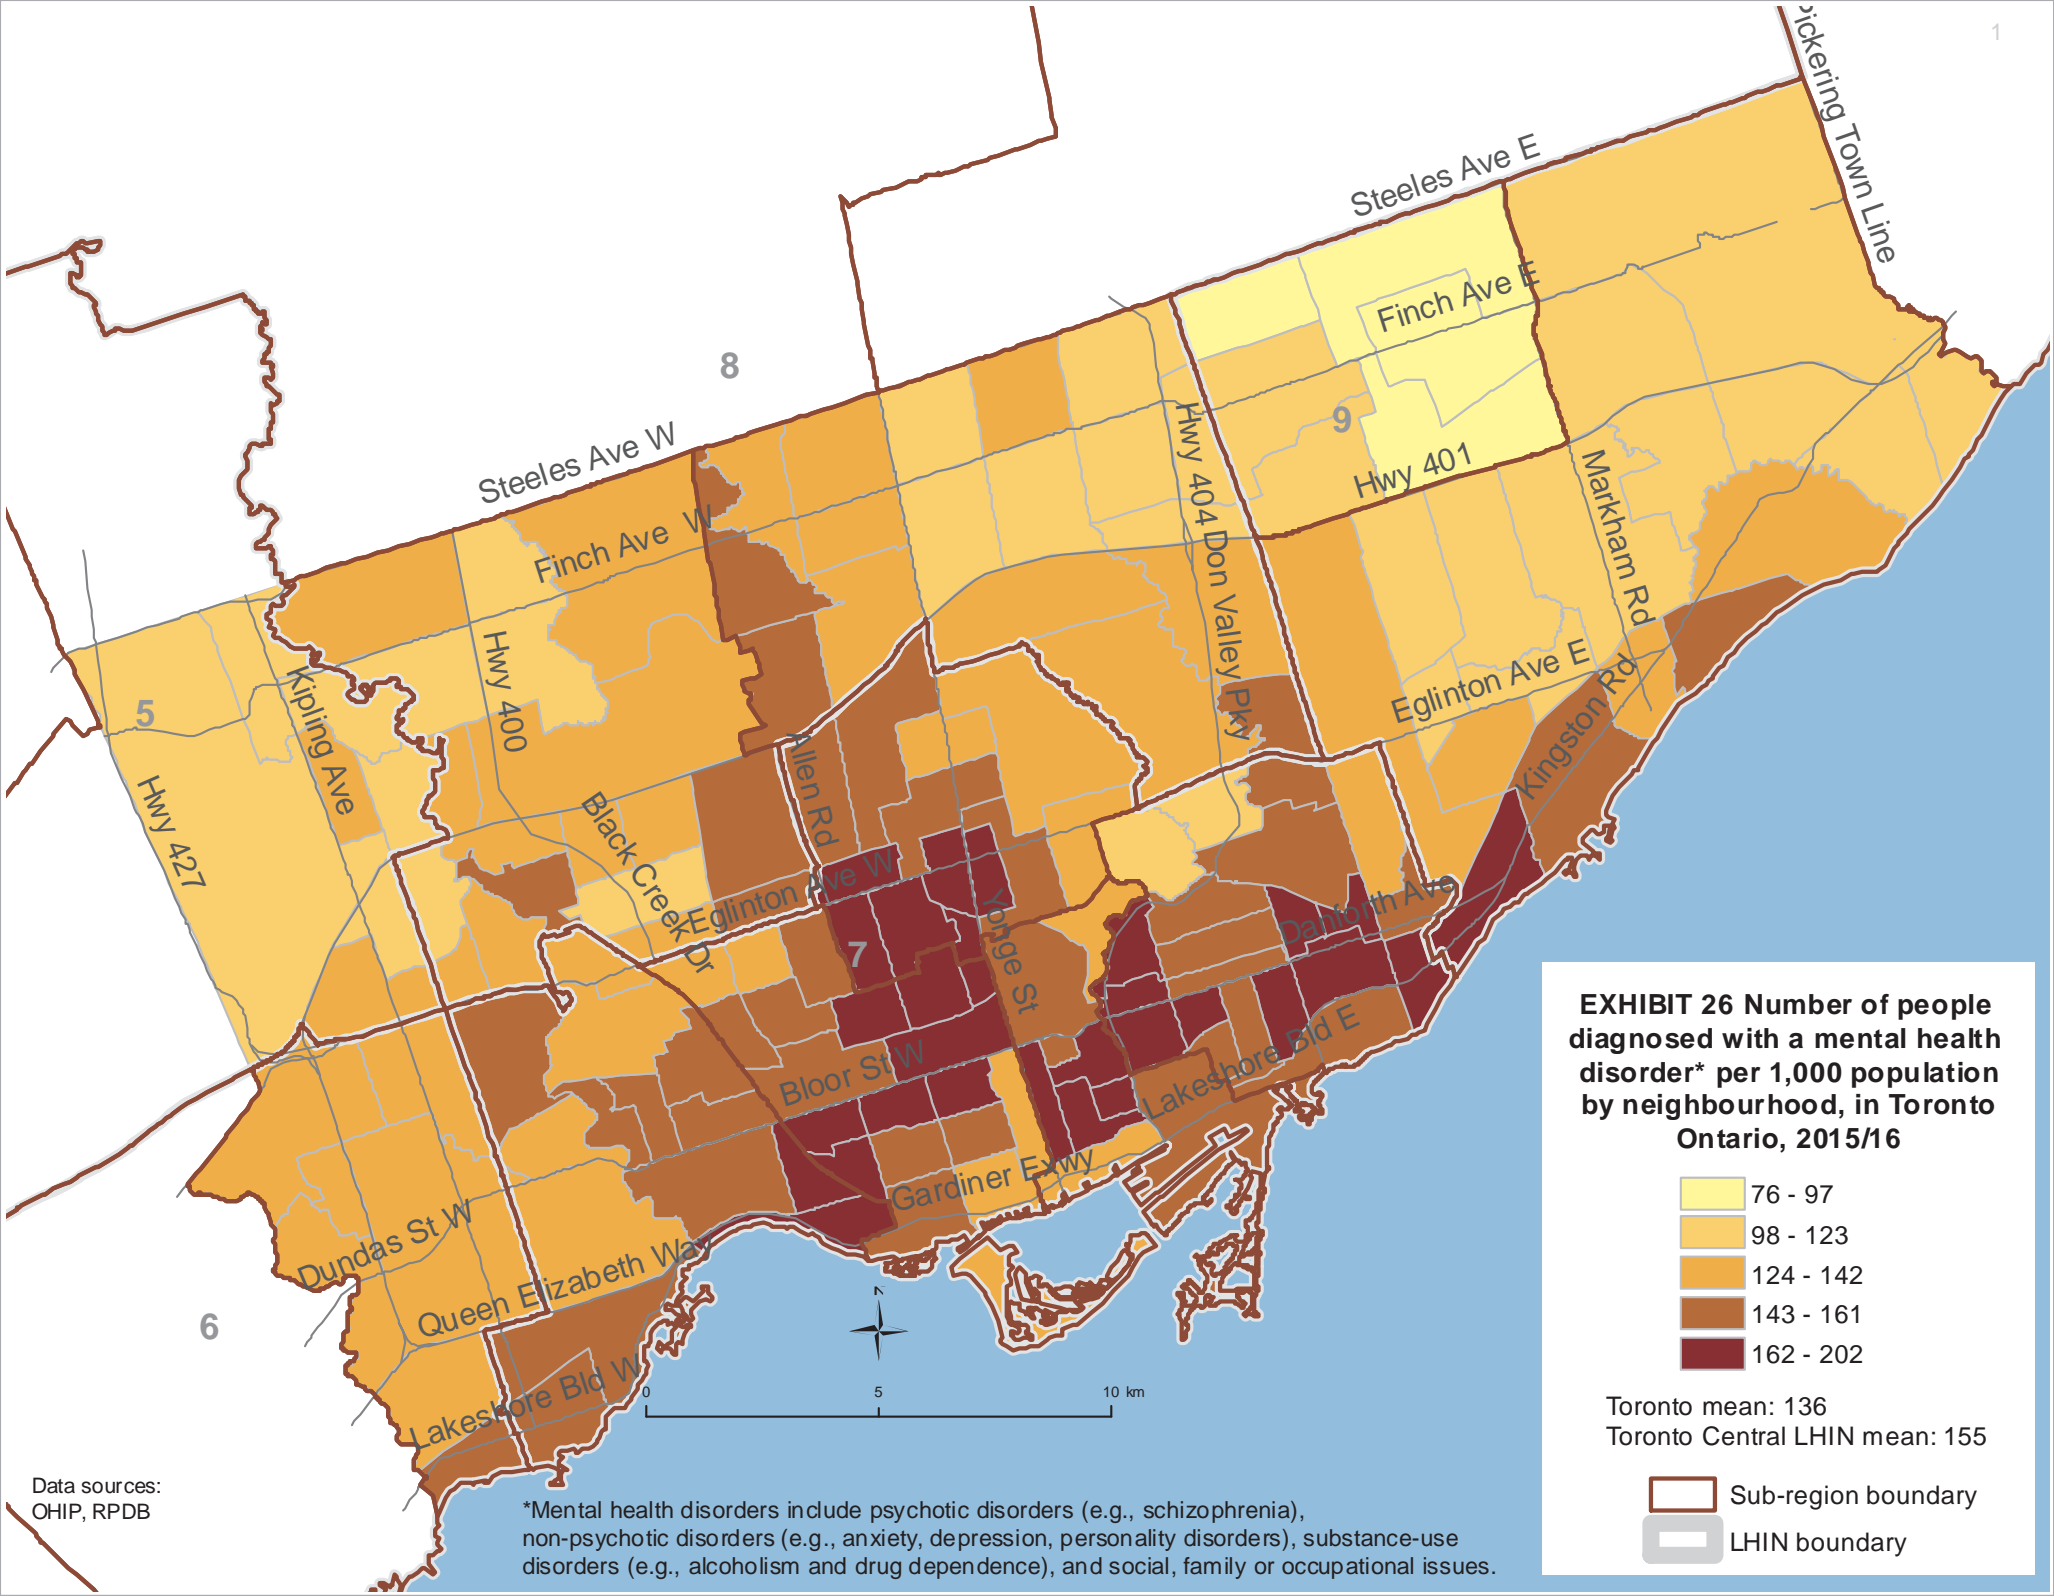 1
Pickering Town Line
Steeles Ave E
Finch Ave E
8
9
Hwy 401
Steeles Ave W
Finch Ave W
Hwy 404
Don Valley Pky
Markham Rd
5
Kipling Ave
Hwy 400
Hwy 427
Allen Rd
Black Creek Dr
Eglinton Ave W
Eglinton Ave E
Kingston Rd
Danforth Ave
7
Yonge St
Bloor St W
Lakeshore Bld E
Gardiner Exwy
Dundas St W
Queen Elizabeth Way
6
Lakeshore Bld W
N
0 5 10 km
EXHIBIT 26 Number of people
diagnosed with a mental health
disorder* per 1,000 population
by neighbourhood, in Toronto
Ontario, 2015/16
76 - 97
98 - 123
124 - 142
143 - 161
162 - 202
Toronto mean: 136
Toronto Central LHIN mean: 155
Sub-region boundary
LHIN boundary
Data sources:
OHIP, RPDB
*Mental health disorders include psychotic disorders (e.g., schizophrenia),
non-psychotic disorders (e.g., anxiety, depression, personality disorders), substance-use
disorders (e.g., alcoholism and drug dependence), and social, family or occupational issues.